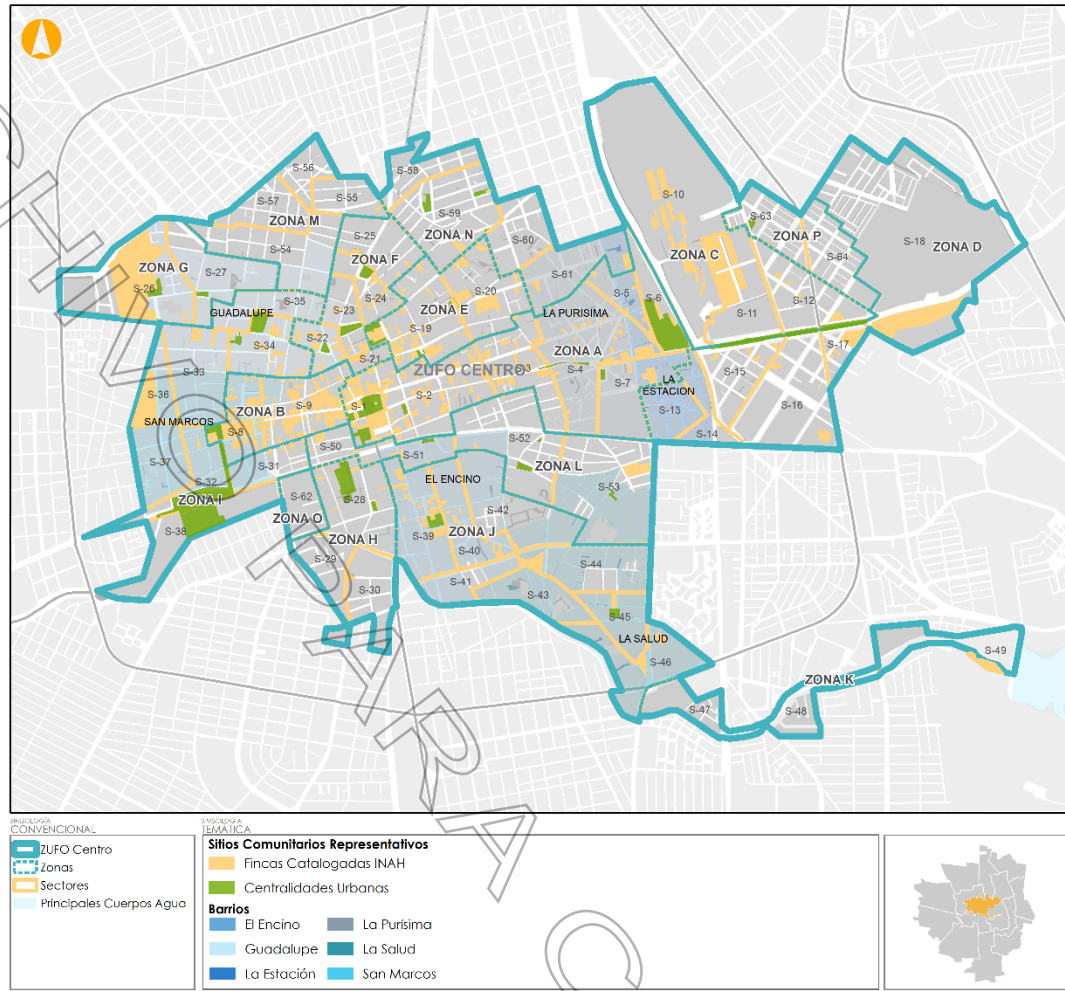 S-56
S-58
S-57
S-55
S-10
ZONA M
S-59
S-63
S-25
ZONA N
ZONA P
S-54
S-60
S-18
ZONA D
ZONA C
S-64
ZONA G
S-27
ZONA F
S-61
S-26
S-24
S-20
S-5
S-6
S-12
S-35
GUADALUPE
S-23
ZONA E
LA PURISIMA
S-11
S-34
S-22
S-19
S-17
S-21
ZONA A
S-33
ZUFO CENTRO
S-3
S-4
S-15
S-7
LA
ESTACION
S-36
S-9
S-1
S-2
S-16
ZONA B
S-13
SAN MARCOS
S-8
S-14
S-50
S-52
S-51
S-37
S-31
ZONA L
EL ENCINO
S-32
S-53
ZONA I
S-62
S-28
S-42
ZONA O
ZONA J
S-38
S-39
ZONA H
S-40
S-29
S-44
S-41
S-30
S-43
S-45
LA SALUD
S-49
S-46
ZONA K
S-47
S-48
SIMBOLOGÍA
CONVENCIONAL
ZUFO Centro
Zonas
Sectores
Principales Cuerpos Agua
SIMBOLOGÍA
TEMÁTICA
Sitios Comunitarios Representativos
Fincas Catalogadas INAH
Centralidades Urbanas
Barrios
El Encino
La Purísima
Guadalupe
La Salud
La Estación
San Marcos